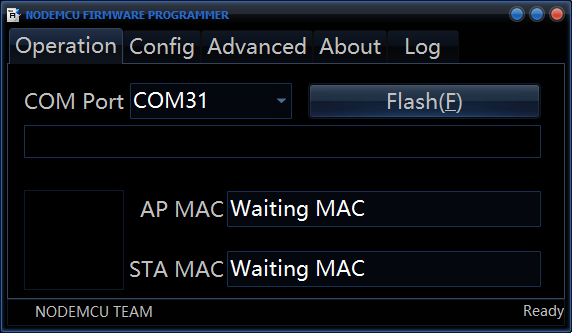 NODEMCU FIRMWARE PROGRAMMER
Operation Config Advanced About Log
COM Port COM31 Flash(F)
AP MAC Waiting MAC
STA MAC Waiting MAC
NODEMCU TEAM Ready